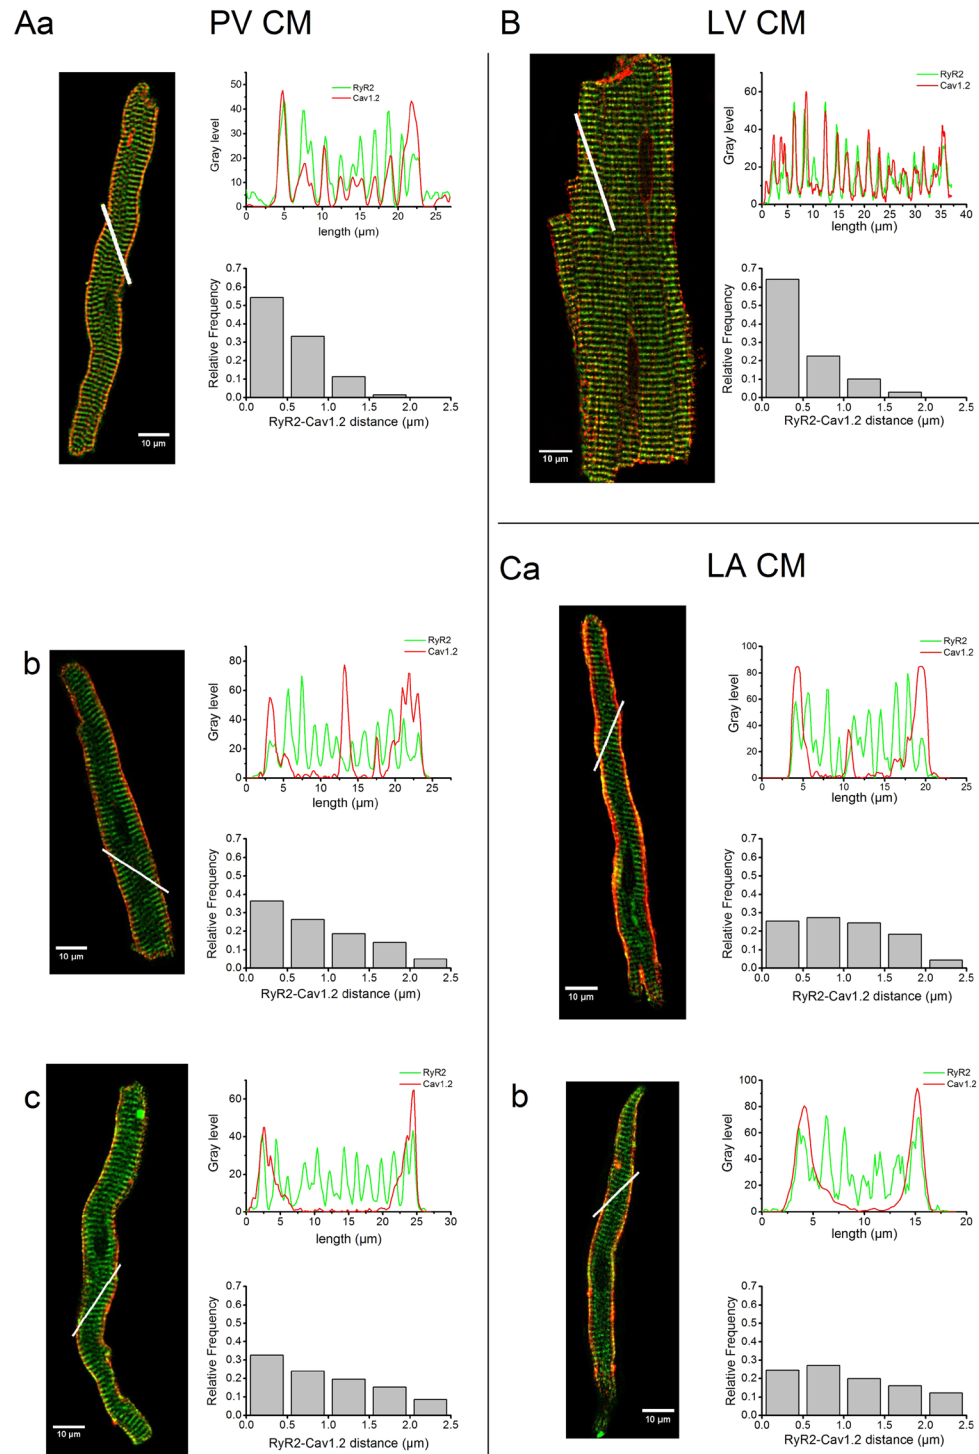 Aa PV CM
10 µm
RyR2
Cav1.2
Gray level
50
40
30
20
10
0
0 5 10 15 20 25
length (µm)
Relative Frequency
0.7
0.6
0.5
0.4
0.3
0.2
0.1
0.0
0.0 0.5 1.0 1.5 2.0 2.5
RyR2-Cav1.2 distance (µm)
B LV CM
10 µm
RyR2
Cav1.2
Gray level
60
40
20
0
0 5 10 15 20 25 30 35 40
length (µm)
Relative Frequency
0.7
0.6
0.5
0.4
0.3
0.2
0.1
0.0
0.0 0.5 1.0 1.5 2.0 2.5
RyR2-Cav1.2 distance (µm)
b
10 µm
RyR2
Cav1.2
Gray level
80
60
40
20
0
0 5 10 15 20 25
length (µm)
Relative Frequency
0.7
0.6
0.5
0.4
0.3
0.2
0.1
0.0
0.0 0.5 1.0 1.5 2.0 2.5
RyR2-Cav1.2 distance (µm)
Ca LA CM
10 µm
RyR2
Cav1.2
Gray level
100
80
60
40
20
0
0 5 10 15 20 25
length (µm)
Relative Frequency
0.7
0.6
0.5
0.4
0.3
0.2
0.1
0.0
0.0 0.5 1.0 1.5 2.0 2.5
RyR2-Cav1.2 distance (µm)
c
10 µm
RyR2
Cav1.2
Gray level
60
40
20
0
0 5 10 15 20 25 30
length (µm)
Relative Frequency
0.7
0.6
0.5
0.4
0.3
0.2
0.1
0.0
0.0 0.5 1.0 1.5 2.0 2.5
RyR2-Cav1.2 distance (µm)
b
10 µm
RyR2
Cav1.2
Gray level
100
80
60
40
20
0
0 5 10 15 20
length (µm)
Relative Frequency
0.7
0.6
0.5
0.4
0.3
0.2
0.1
0.0
0.0 0.5 1.0 1.5 2.0 2.5
RyR2-Cav1.2 distance (µm)